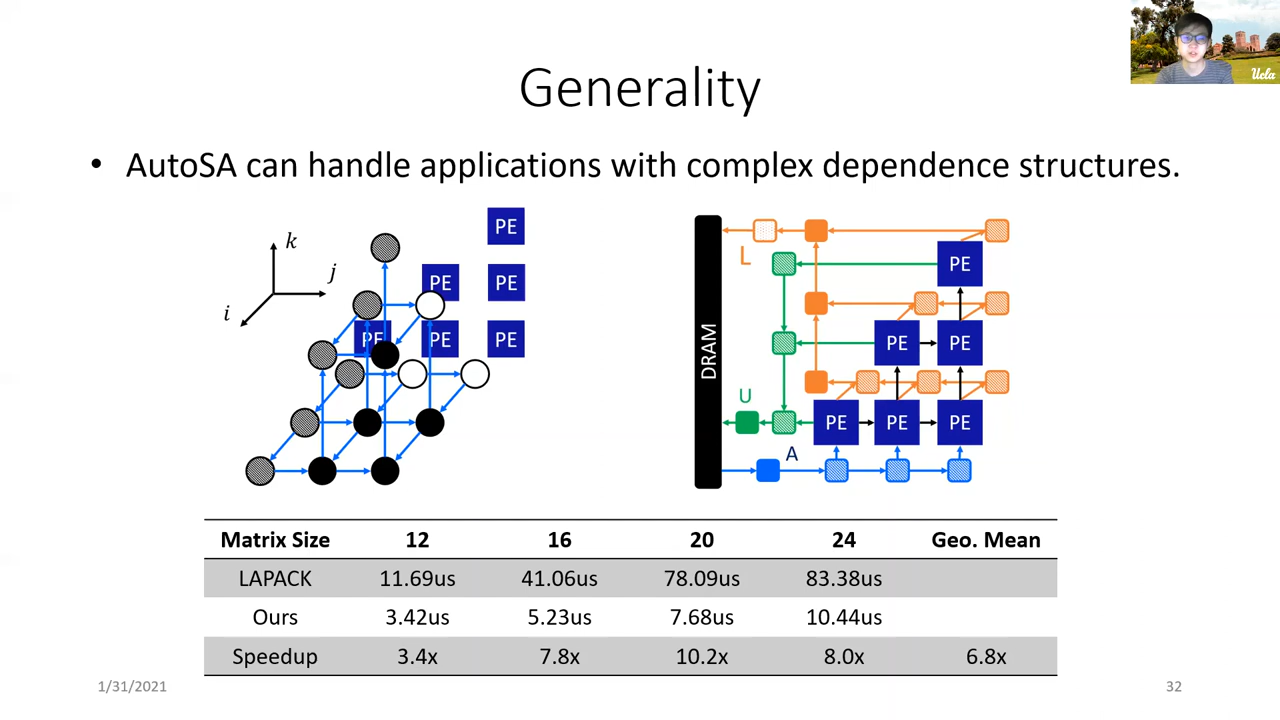 Ucla
Generality
• AutoSA can handle applications with complex dependence structures.
k
j
i
PE
PE PE
PE PE PE
L
DRAM
PE
PE PE
U
PE PE PE
A
Matrix Size 12 16 20 24 Geo. Mean
LAPACK 11.69us 41.06us 78.09us 83.38us
Ours 3.42us 5.23us 7.68us 10.44us
Speedup 3.4x 7.8x 10.2x 8.0x 6.8x
1/31/2021 32